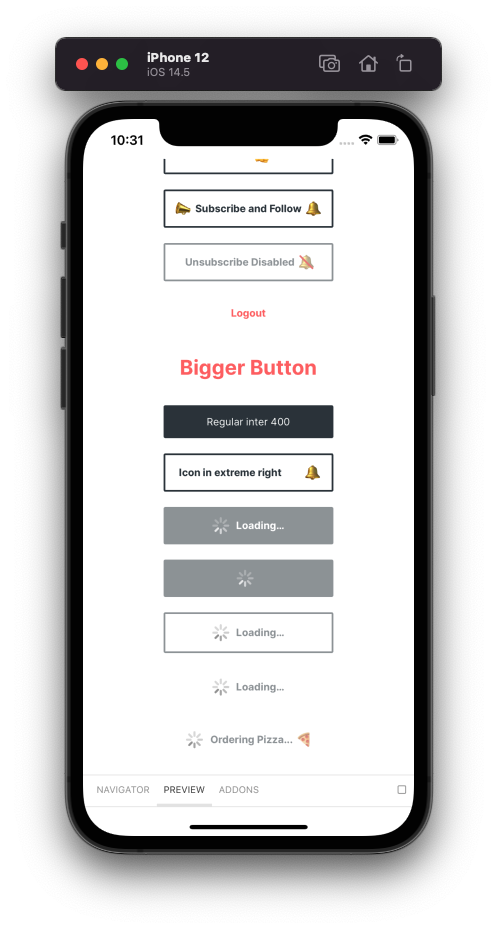 iPhone 12
iOS 14.5
10:31
Subscribe and Follow
Unsubscribe Disabled
Logout
Bigger Button
Regular inter 400
Icon in extreme right
Loading...
Loading...
Loading...
Ordering Pizza...
NAVIGATOR PREVIEW ADDONS